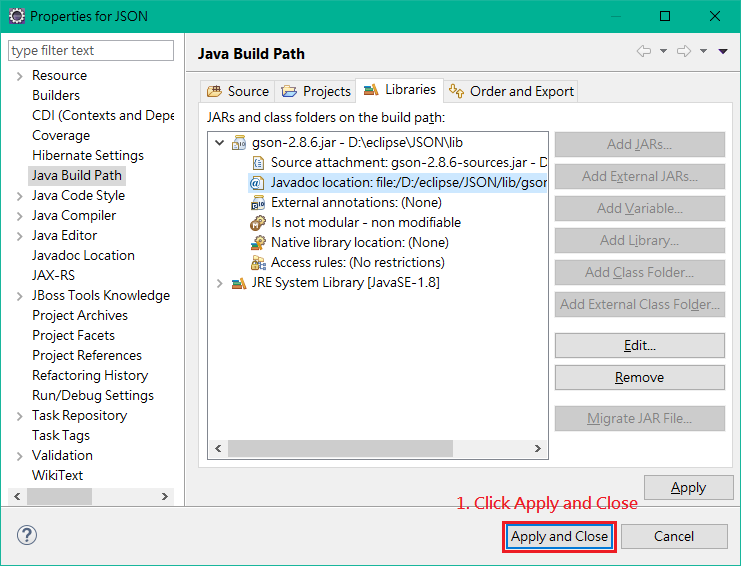 Properties for JSON
type filter text
Resource
Builders
CDI (Contexts and Depe
Coverage
Hibernate Settings
Java Build Path
Java Code Style
Java Compiler
Java Editor
Javadoc Location
JAX-RS
JBoss Tools Knowledge
Project Archives
Project Facets
Project References
Refactoring History
Run/Debug Settings
Task Repository
Task Tags
Validation
WikiText
Java Build Path
Source Projects Libraries Order and Export
JARs and class folders on the build path:
gson-2.8.6.jar - D:\eclipse\JSON\lib
Source attachment: gson-2.8.6-sources.jar - D
Javadoc location: file:/D:/eclipse/JSON/lib/gson
External annotations: (None)
Is not modular - non modifiable
Native library location: (None)
Access rules: (No restrictions)
JRE System Library [JavaSE-1.8]
Add JARs...
Add External JARs...
Add Variable...
Add Library...
Add Class Folder...
Add External Class Folder...
Edit...
Remove
Migrate JAR File...
Apply
1. Click Apply and Close
Apply and Close
Cancel